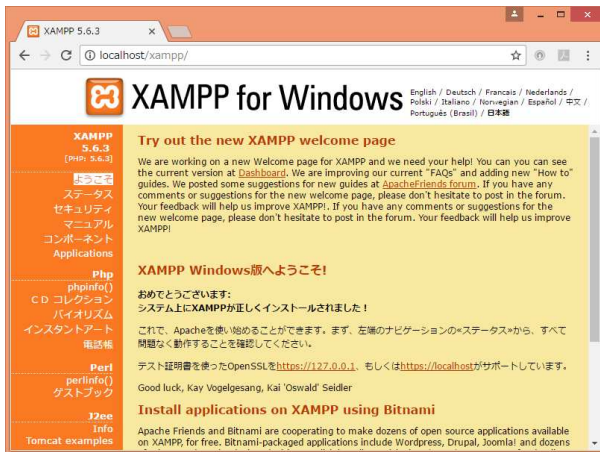 XAMPP 5.6.3
localhost/xampp/
XAMPP for Windows
English / Deutsch / Francais / Nederlands /
Polski / Italiano / Norwegian / Español / 中文 /
Português (Brasil) / 日本語
XAMPP
5.6.3
[PHP: 5.6.3]
ようこそ
ステータス
セキュリティ
マニュアル
コンポーネント
Applications
Php
phpinfo()
CD コレクション
バイオリズム
インスタントアート
電話帳
Perl
perlinfo()
ゲストブック
J2ee
Info
Tomcat examples
Try out the new XAMPP welcome page
We are working on a new Welcome page for XAMPP and we need your help! You can you can see
the current version at Dashboard. We are improving our current "FAQs" and adding new "How to"
guides. We posted some suggestions for new guides at ApacheFriends forum. If you have any
comments or suggestions for the new welcome page, please don't hesitate to post in the forum.
Your feedback will help us improve XAMPP!. If you have any comments or suggestions for the
new welcome page, please don't hesitate to post in the forum. Your feedback will help us improve
XAMPP!
XAMPP Windows版へようこそ!
おめでとうございます:
システム上にXAMPPが正しくインストールされました！
これで、Apacheを使い始めることができます。まず、左端のナビゲーションの«ステータス»から、すべて
問題なく動作することを確認してください。
テスト証明書を使ったOpenSSLをhttps://127.0.0.1、もしくはhttps://localhostがサポートしています。
Good luck, Kay Vogelgesang, Kai 'Oswald' Seidler
Install applications on XAMPP using Bitnami
Apache Friends and Bitnami are cooperating to make dozens of open source applications available
on XAMPP, for free. Bitnami-packaged applications include Wordpress, Drupal, Joomla! and dozens